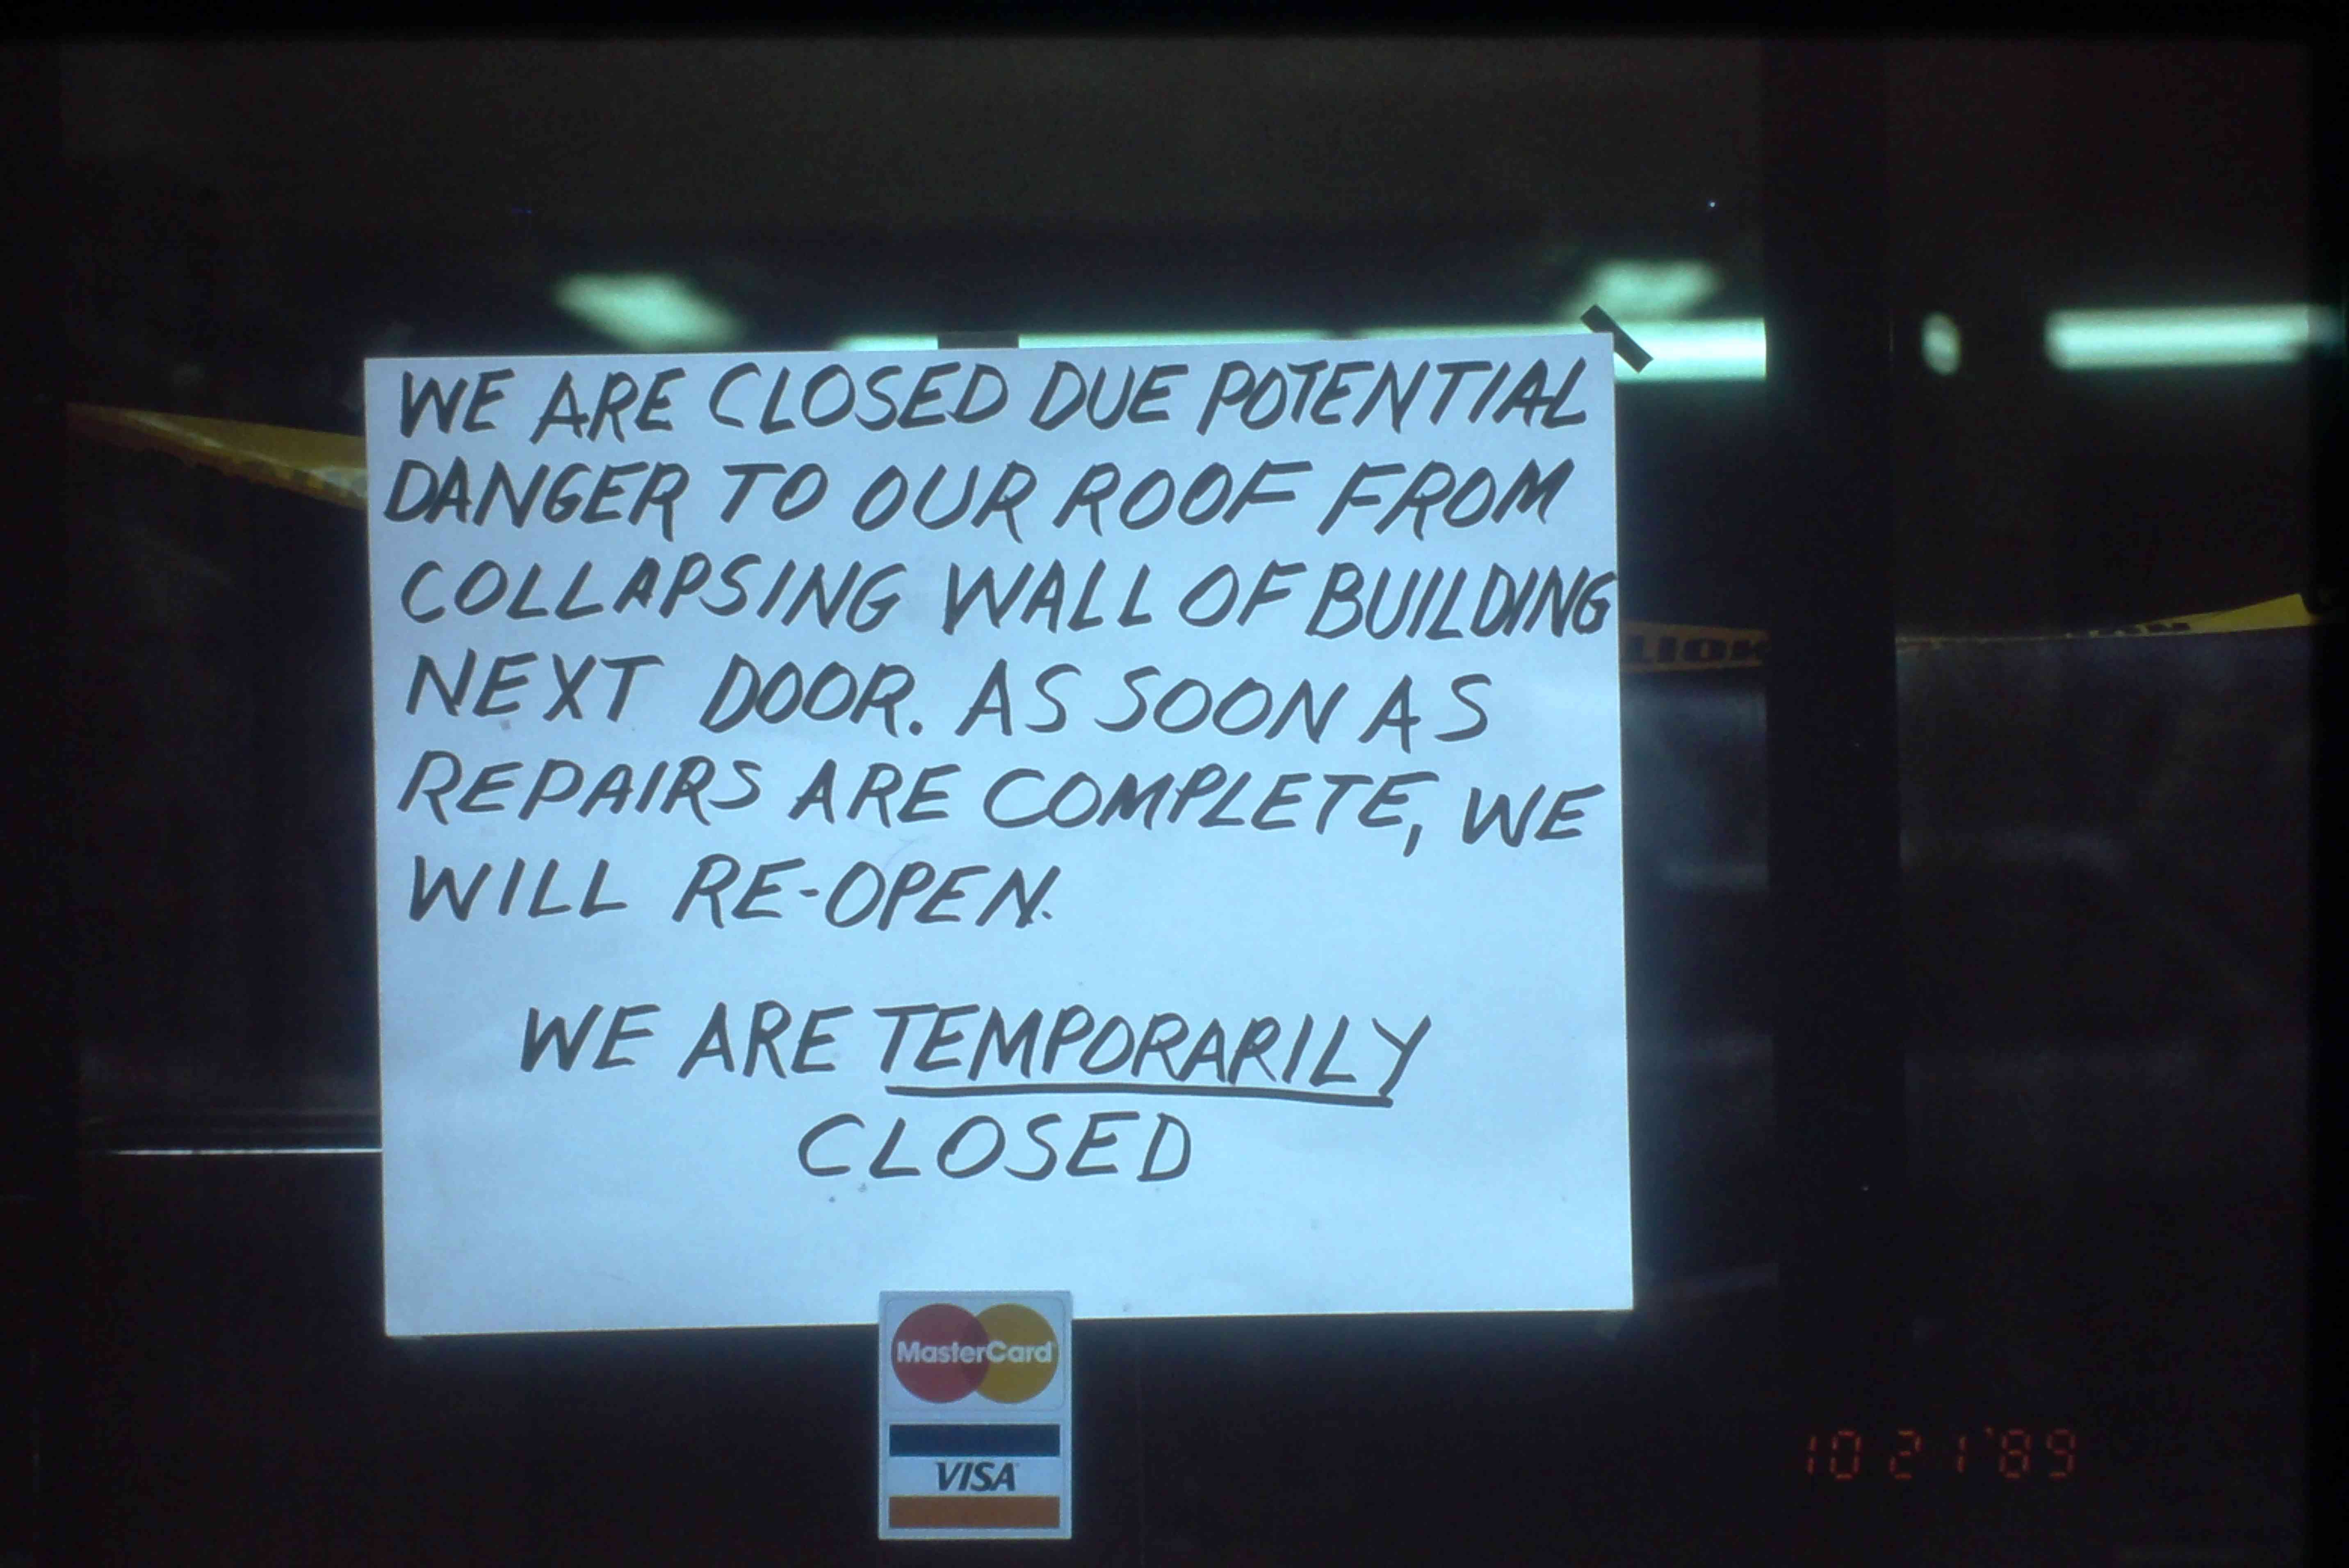 WE ARE CLOSED DUE POTENTIAL
DANGER TO OUR ROOF FROM
COLLAPSING WALL OF BUILDING
NEXT DOOR. AS SOON AS
REPAIRS ARE COMPLETE, WE
WILL RE-OPEN.
WE ARE TEMPORARILY
CLOSED
MasterCard
VISA
10 21 '89